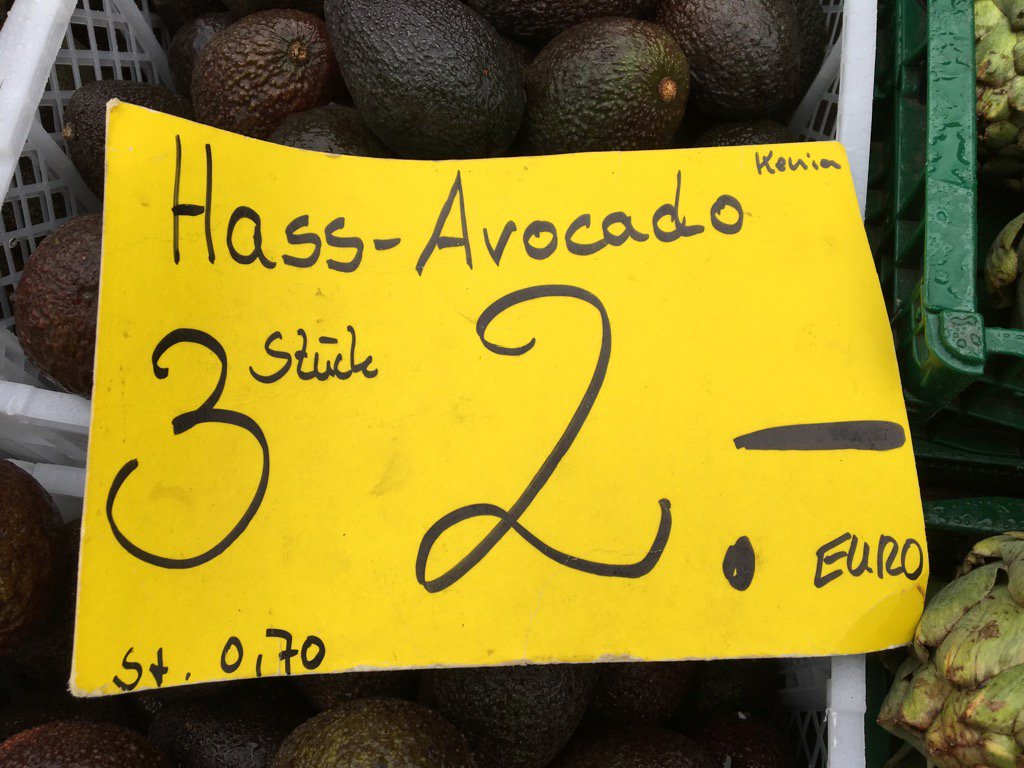 Kenia
Hass-Avocado
3 Stück 2.-
EURO
St. 0,70